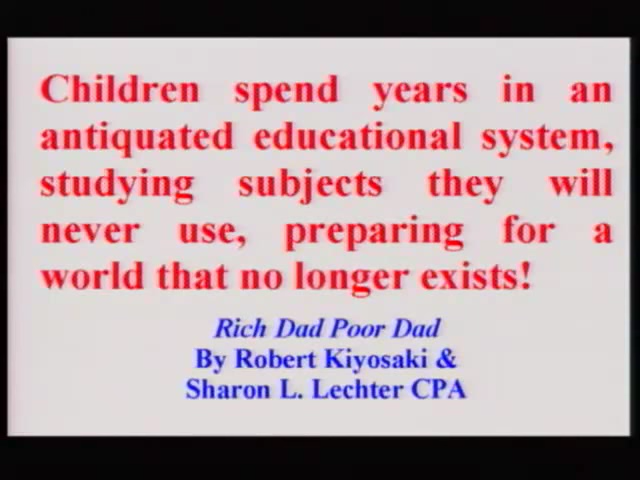 Children spend years in an
antiquated educational system,
studying subjects they will
never use, preparing for a
world that no longer exists!
Rich Dad Poor Dad
By Robert Kiyosaki &
Sharon L. Lechter CPA